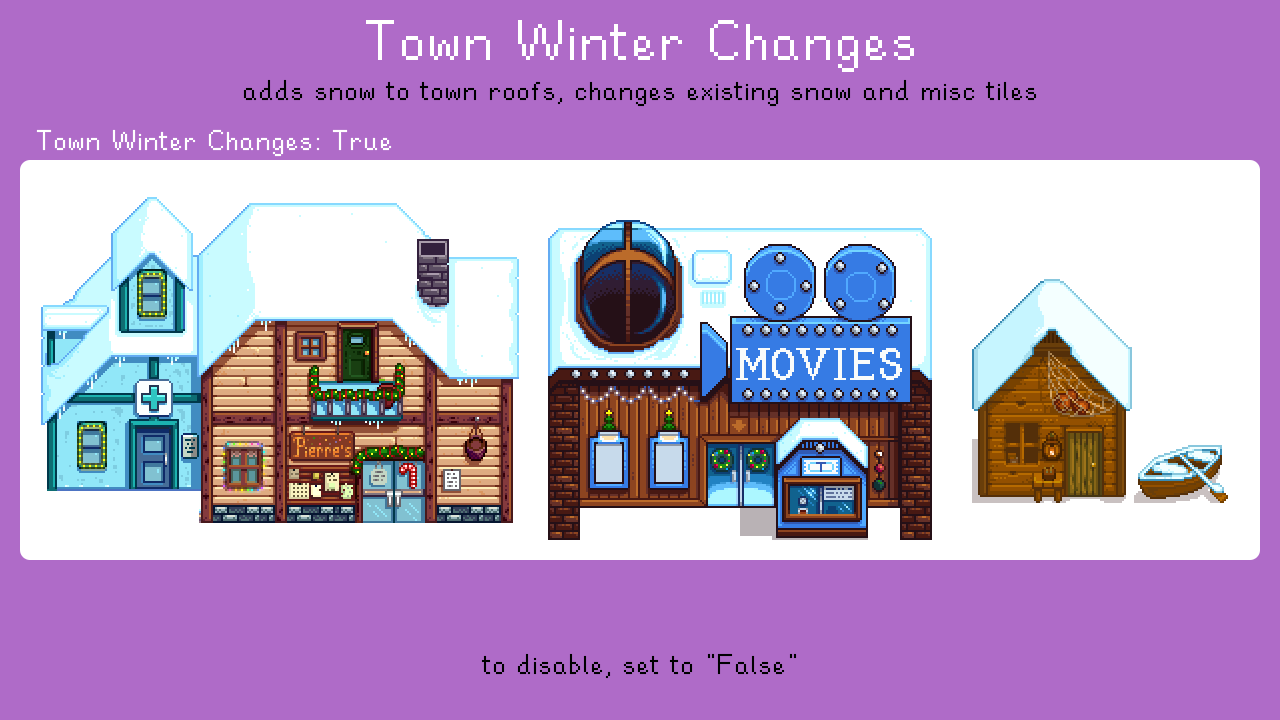 Town Winter Changes
adds snow to town roofs, changes existing snow and misc tiles
Town Winter Changes: True
MOVIES
Pierre's
T
to disable, set to "False"